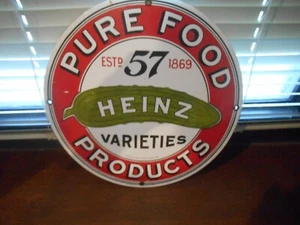 PURE FOOD
ESTD 57 1869
HEINZ
VARIETIES
PRODUCTS